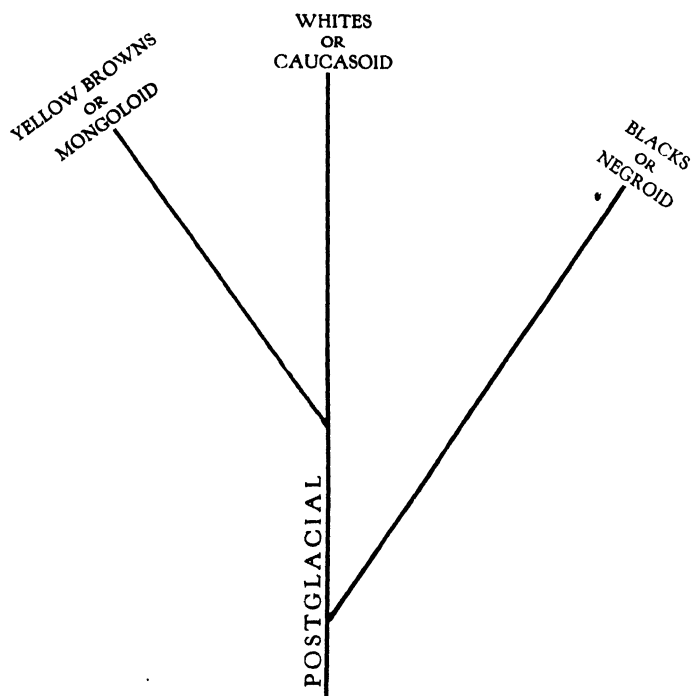 WHITES
OR
CAUCASOID
YELLOW BROWNS
OR
MONGOLOID
BLACKS
OR
NEGROID
POSTGLACIAL